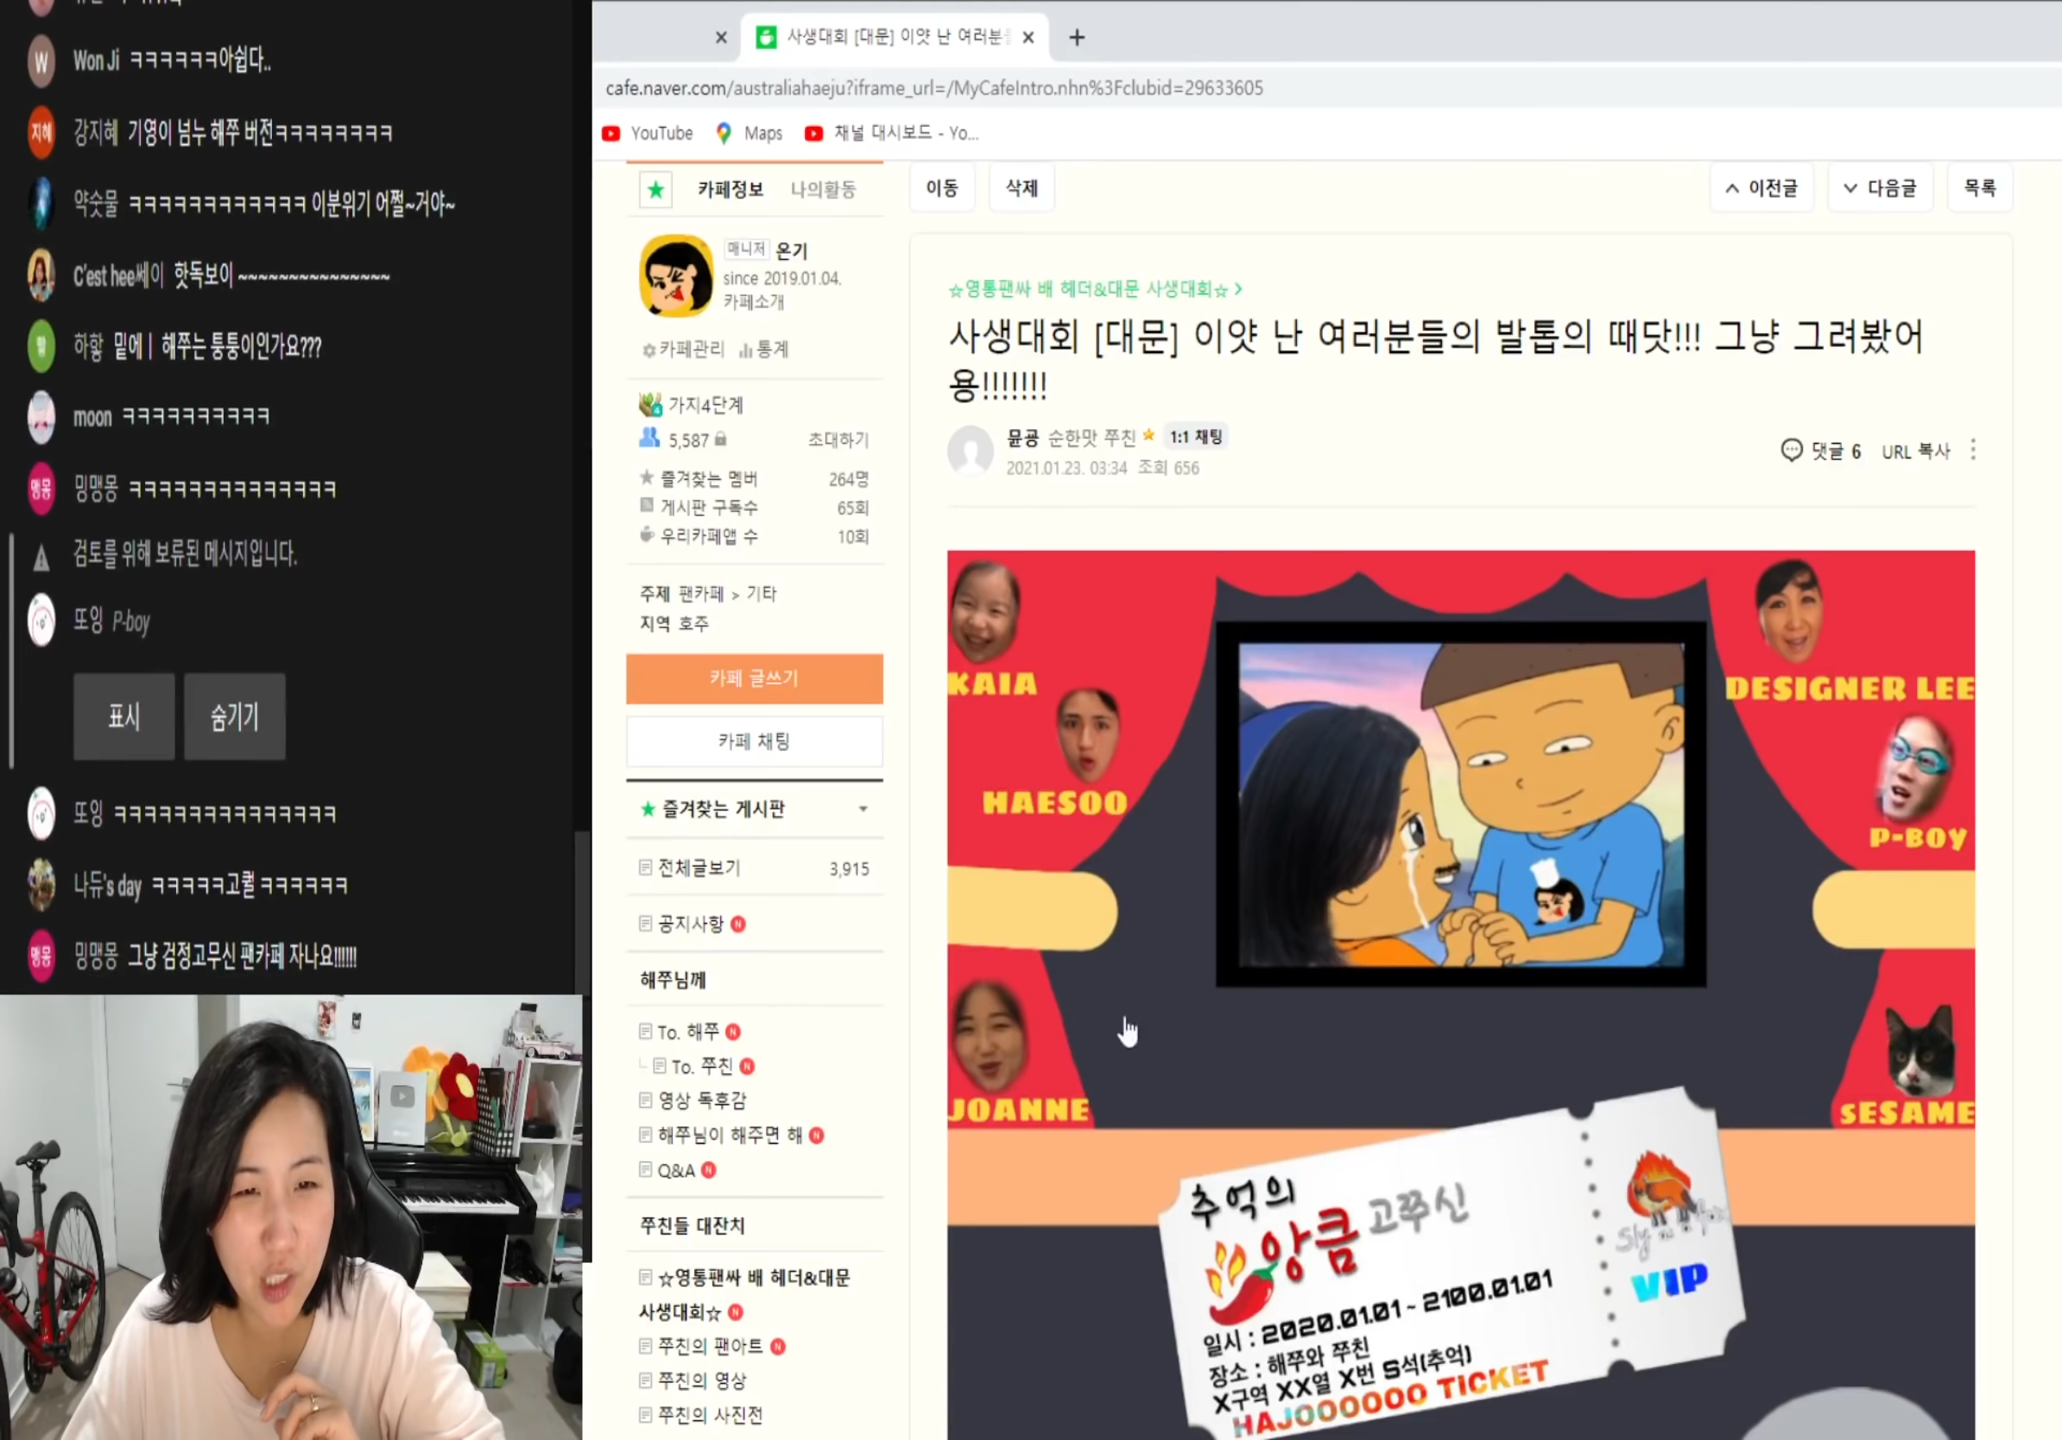 W
Won Ji ㅋㅋㅋㅋㅋㅋ아쉽다..
지혜
강지혜 기영이 넘누 해쭈 버전ㅋㅋㅋㅋㅋㅋㅋㅋ
약숫물 ㅋㅋㅋㅋㅋㅋㅋㅋㅋㅋㅋㅋ 이분위기 어쩔~거야~
C'est hee쎄이 핫독보이 ~~~~~~~~~~~~~~~
하핳 밑에ㅣ 해쭈는 퉁퉁이인가요???
moon ㅋㅋㅋㅋㅋㅋㅋㅋㅋㅋ
맹몽
밍맹몽 ㅋㅋㅋㅋㅋㅋㅋㅋㅋㅋㅋㅋㅋㅋ
검토를 위해 보류된 메시지입니다.
또잉 P-boy
표시 숨기기
또잉 ㅋㅋㅋㅋㅋㅋㅋㅋㅋㅋㅋㅋㅋㅋㅋ
나듀's day ㅋㅋㅋㅋㅋ고퀄 ㅋㅋㅋㅋㅋㅋ
맹몽
밍맹몽 그냥 검정고무신 팬카페 자나요!!!!!!
사생대회 [대문] 이얏 난 여러분들
cafe.naver.com/australiahaeju?iframe_url=/MyCafeIntro.nhn%3Fclubid=29633605
YouTube Maps 채널 대시보드 - Yo...
카페정보 나의활동
매니저 온기
since 2019.01.04.
카페소개
카페관리 통계
가지4단계
5,587 초대하기
즐겨찾는 멤버 264명
게시판 구독수 65회
우리카페앱 수 10회
주제 팬카페 > 기타
지역 호주
카페 글쓰기
카페 채팅
즐겨찾는 게시판
전체글보기 3,915
공지사항 N
해쭈님께
To. 해쭈 N
To. 쭈친 N
영상 독후감
해쭈님이 해주면 해 N
Q&A N
쭈친들 대잔치
☆영통팬싸 배 헤더&대문
사생대회☆ N
쭈친의 팬아트 N
쭈친의 영상
쭈친의 사진전
이동 삭제 이전글 다음글 목록
☆영통팬싸 배 헤더&대문 사생대회☆ >
사생대회 [대문] 이얏 난 여러분들의 발톱의 때닷!!! 그냥 그려봤어
용!!!!!!!
뮨굥 순한맛 쭈친 1:1 채팅
2021.01.23. 03:34 조회 656
댓글 6 URL 복사
KAIA
DESIGNER LEE
HAESOO
P-BOY
JOANNE
SESAME
추억의
앙큼 고쭈신
일시 : 2020.01.01 ~ 2100.01.01
장소 : 해쭈와 쭈친
X구역 XX열 X번 S석(추억)
HAJOOOOOO TICKET
VIP